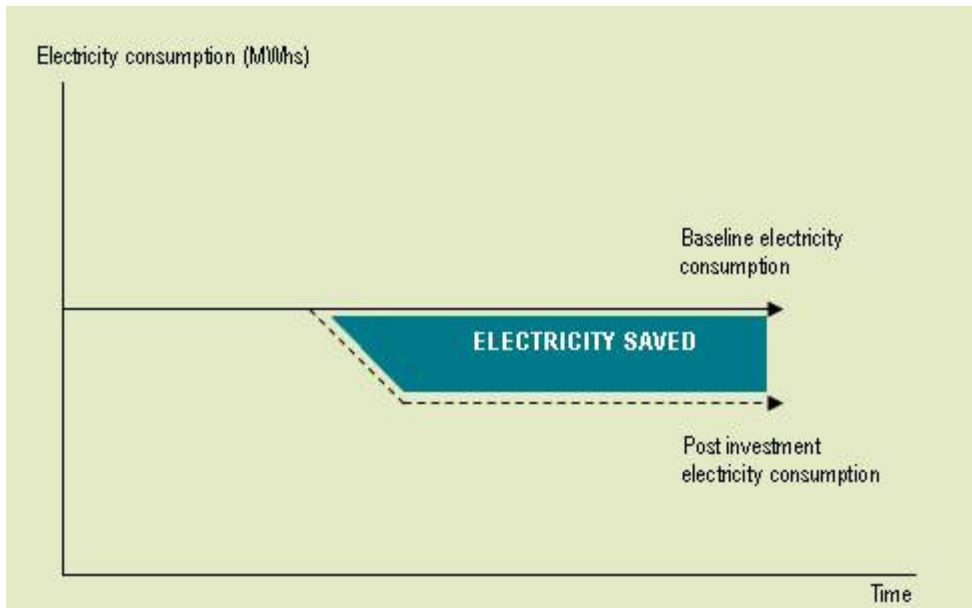 Electricity consumption (MWhs)
Baseline electricity
consumption
ELECTRICITY SAVED
Post investment
electricity consumption
Time